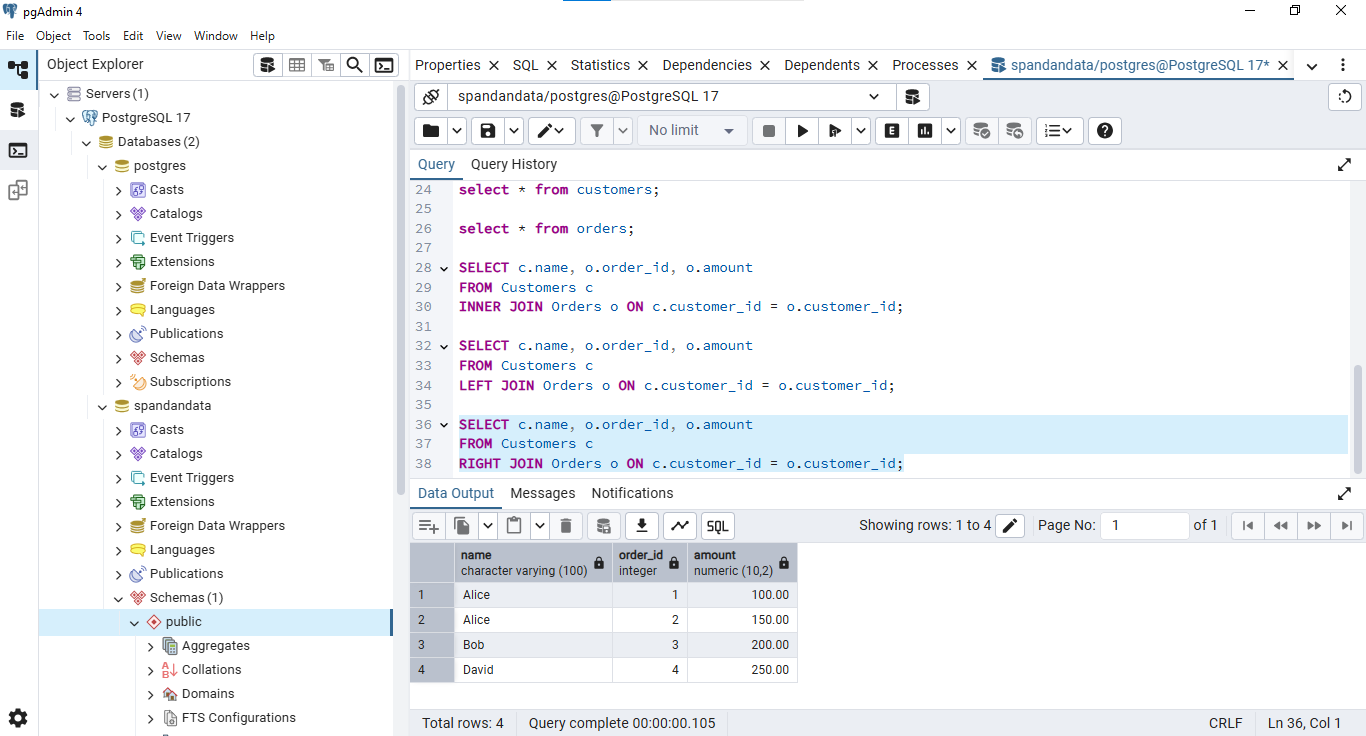 pgAdmin 4
File Object Tools Edit View Window Help
Object Explorer
Properties SQL Statistics Dependencies Dependents Processes spandandata/postgres@PostgreSQL 17*
Servers (1)
PostgreSQL 17
Databases (2)
postgres
Casts
Catalogs
Event Triggers
Extensions
Foreign Data Wrappers
Languages
Publications
Schemas
Subscriptions
spandandata
Casts
Catalogs
Event Triggers
Extensions
Foreign Data Wrappers
Languages
Publications
Schemas (1)
public
Aggregates
Collations
Domains
FTS Configurations
spandandata/postgres@PostgreSQL 17
No limit
E
Query Query History
24 select * from customers;
25
26 select * from orders;
27
28 SELECT c.name, o.order_id, o.amount
29 FROM Customers c
30 INNER JOIN Orders o ON c.customer_id = o.customer_id;
31
32 SELECT c.name, o.order_id, o.amount
33 FROM Customers c
34 LEFT JOIN Orders o ON c.customer_id = o.customer_id;
35
36 SELECT c.name, o.order_id, o.amount
37 FROM Customers c
38 RIGHT JOIN Orders o ON c.customer_id = o.customer_id;
Data Output Messages Notifications
SQL Showing rows: 1 to 4 Page No: 1 of 1
name order_id amount
character varying (100) integer numeric (10,2)
1 Alice 1 100.00
2 Alice 2 150.00
3 Bob 3 200.00
4 David 4 250.00
Total rows: 4 Query complete 00:00:00.105 CRLF Ln 36, Col 1